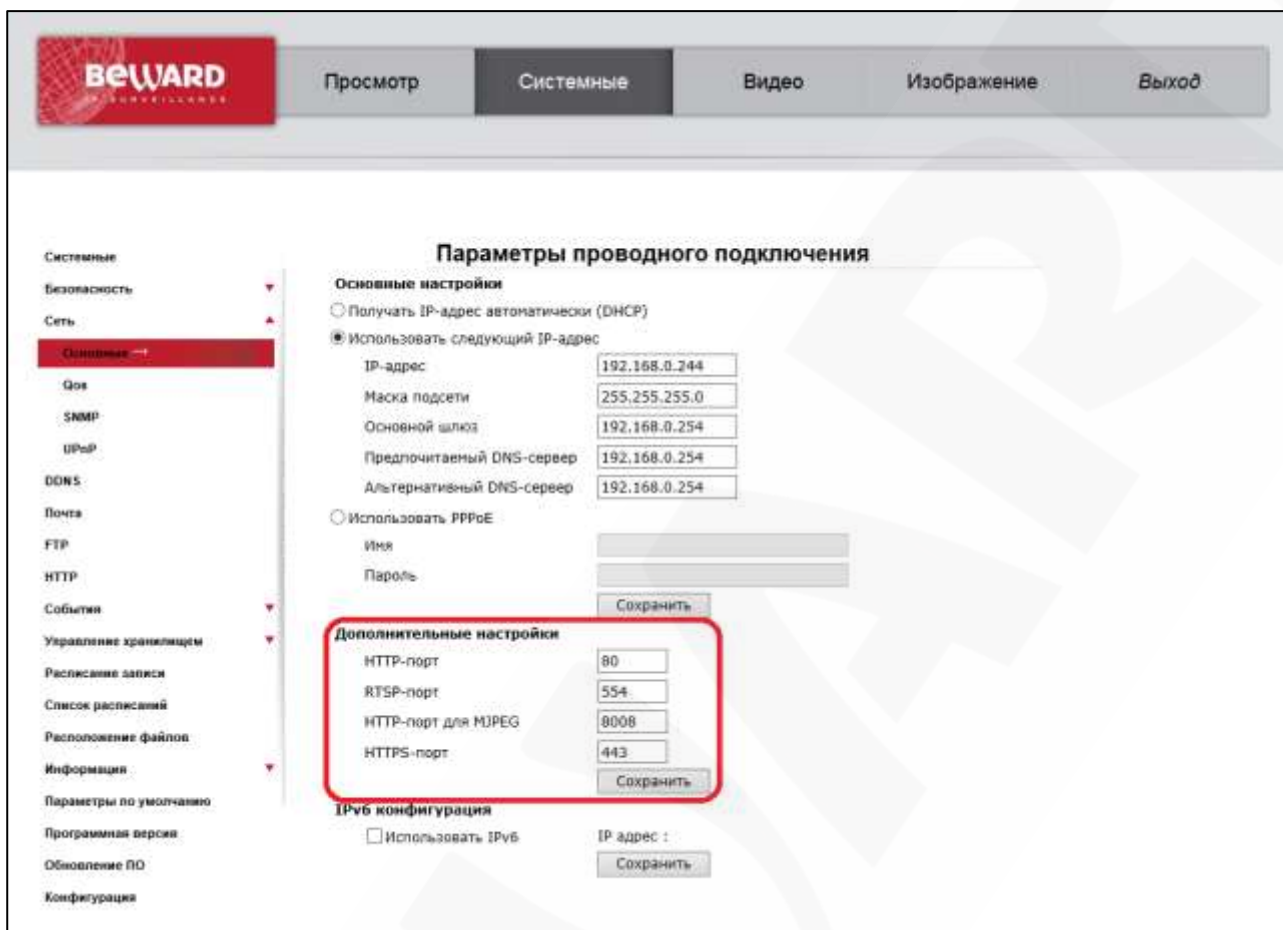 BEWARD
Просмотр
Системные
Видео
Изображение
Выход
Системные
Безопасность
Сеть
Основные →
Qos
SNMP
UPnP
DDNS
Почта
FTP
HTTP
События
Управление хранилищем
Расписание записи
Список расписаний
Расположение файлов
Информация
Параметры по умолчанию
Программная версия
Обновление ПО
Конфигурация
Параметры проводного подключения
Основные настройки
Получать IP-адрес автоматически (DHCP)
Использовать следующий IP-адрес
IP-адрес 192.168.0.244
Маска подсети 255.255.255.0
Основной шлюз 192.168.0.254
Предпочитаемый DNS-сервер 192.168.0.254
Альтернативный DNS-сервер 192.168.0.254
Использовать PPPoE
Имя
Пароль
Сохранить
Дополнительные настройки
HTTP-порт 80
RTSP-порт 554
HTTP-порт для MJPEG 8008
HTTPS-порт 443
Сохранить
IPv6 конфигурация
Использовать IPv6 IP адрес :
Сохранить